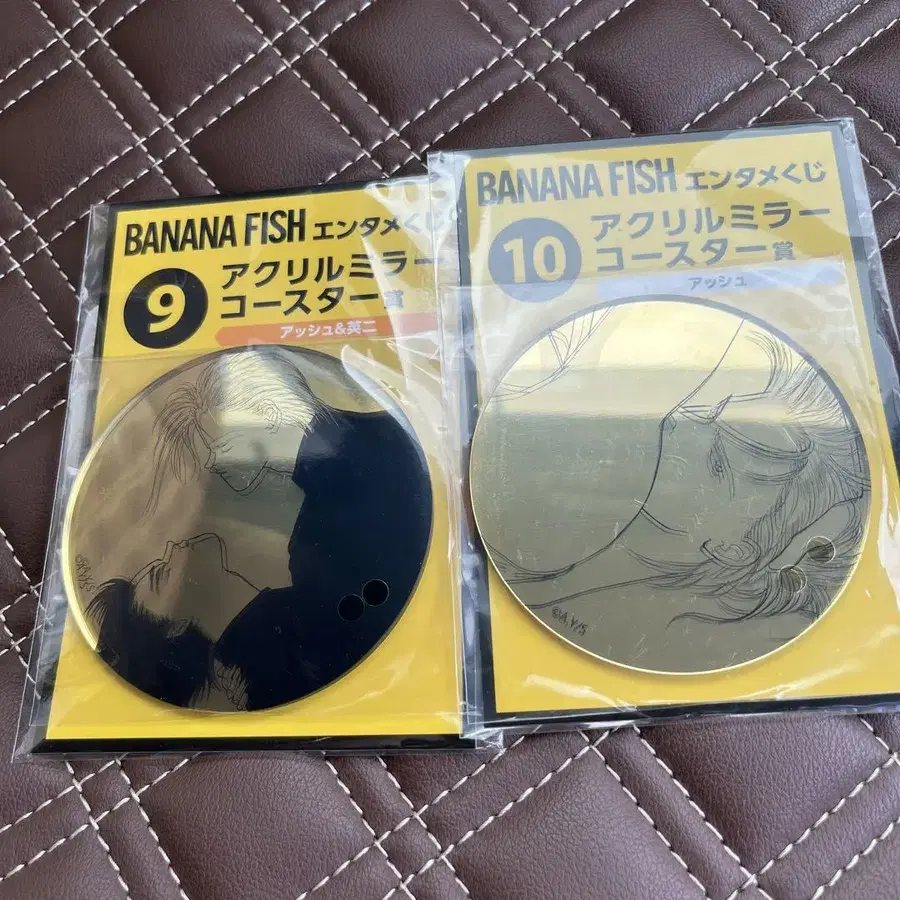 BANANA FISH エンタメくじ
9
アクリルミラー
コースター賞
アッシュ&英二
BANANA FISH エンタメくじ
10
アクリルミラー
コースター賞
アッシュ
©A.Y/S